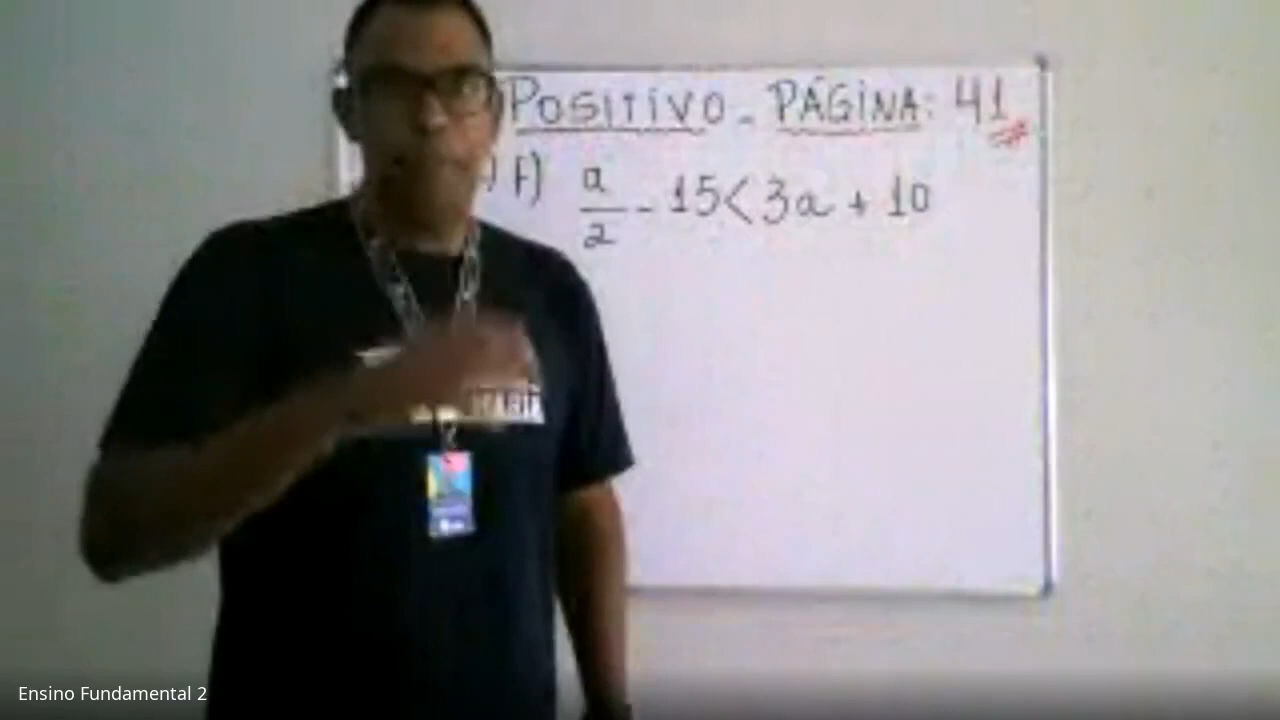 POSITIVO - PÁGINA: 41
) F) a/2 - 15 < 3a + 10
Ensino Fundamental 2